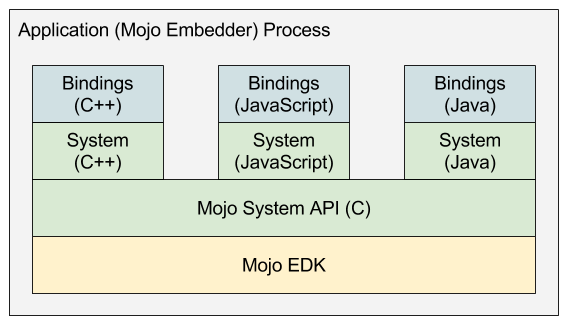 Application (Mojo Embedder) Process
Bindings
(C++)
Bindings
(JavaScript)
Bindings
(Java)
System
(C++)
System
(JavaScript)
System
(Java)
Mojo System API (C)
Mojo EDK